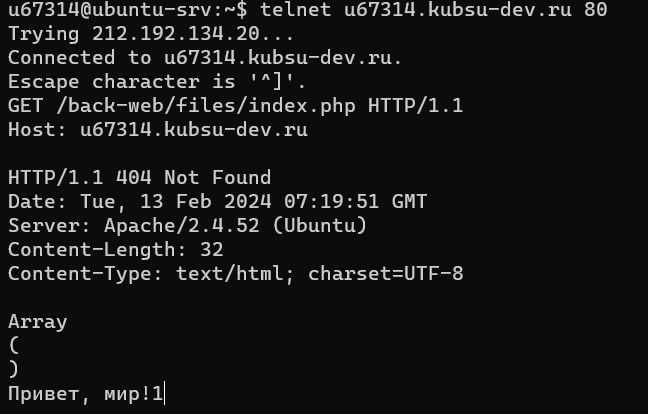 u67314@ubuntu-srv:~$ telnet u67314.kubsu-dev.ru 80
Trying 212.192.134.20...
Connected to u67314.kubsu-dev.ru.
Escape character is '^]'.
GET /back-web/files/index.php HTTP/1.1
Host: u67314.kubsu-dev.ru

HTTP/1.1 404 Not Found
Date: Tue, 13 Feb 2024 07:19:51 GMT
Server: Apache/2.4.52 (Ubuntu)
Content-Length: 32
Content-Type: text/html; charset=UTF-8

Array
(
)
Привет, мир!1